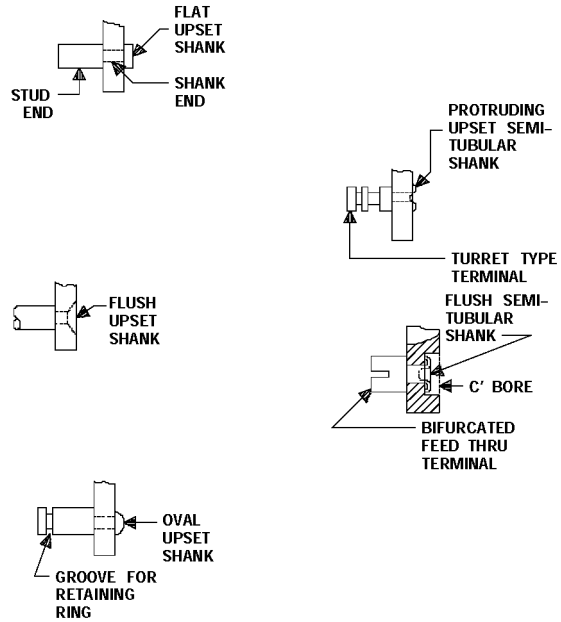 FLAT
UPSET
SHANK
STUD
END
SHANK
END
PROTRUDING
UPSET SEMI-
TUBULAR
SHANK
TURRET TYPE
TERMINAL
FLUSH
UPSET
SHANK
FLUSH SEMI-
TUBULAR
SHANK
C' BORE
BIFURCATED
FEED THRU
TERMINAL
OVAL
UPSET
SHANK
GROOVE FOR
RETAINING
RING